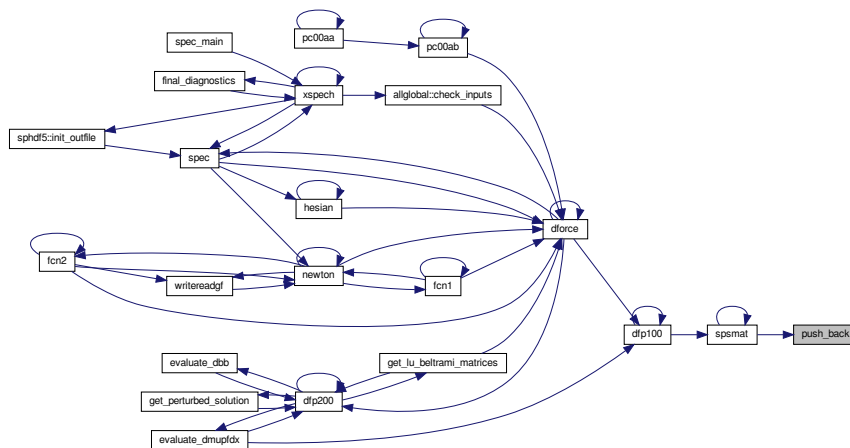 spec_main
pc00aa
pc00ab
final_diagnostics
xspech
allglobal::check_inputs
sphdf5::init_outfile
spec
hesian
dforce
fcn2
newton
writereadgf
fcn1
dfp100
spsmat
push_back
evaluate_dbb
get_lu_beltrami_matrices
get_perturbed_solution
dfp200
evaluate_dmupfdx